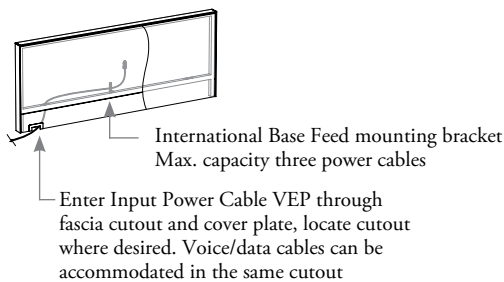 International Base Feed mounting bracket
Max. capacity three power cables
Enter Input Power Cable VEP through
fascia cutout and cover plate, locate cutout
where desired. Voice/data cables can be
accommodated in the same cutout